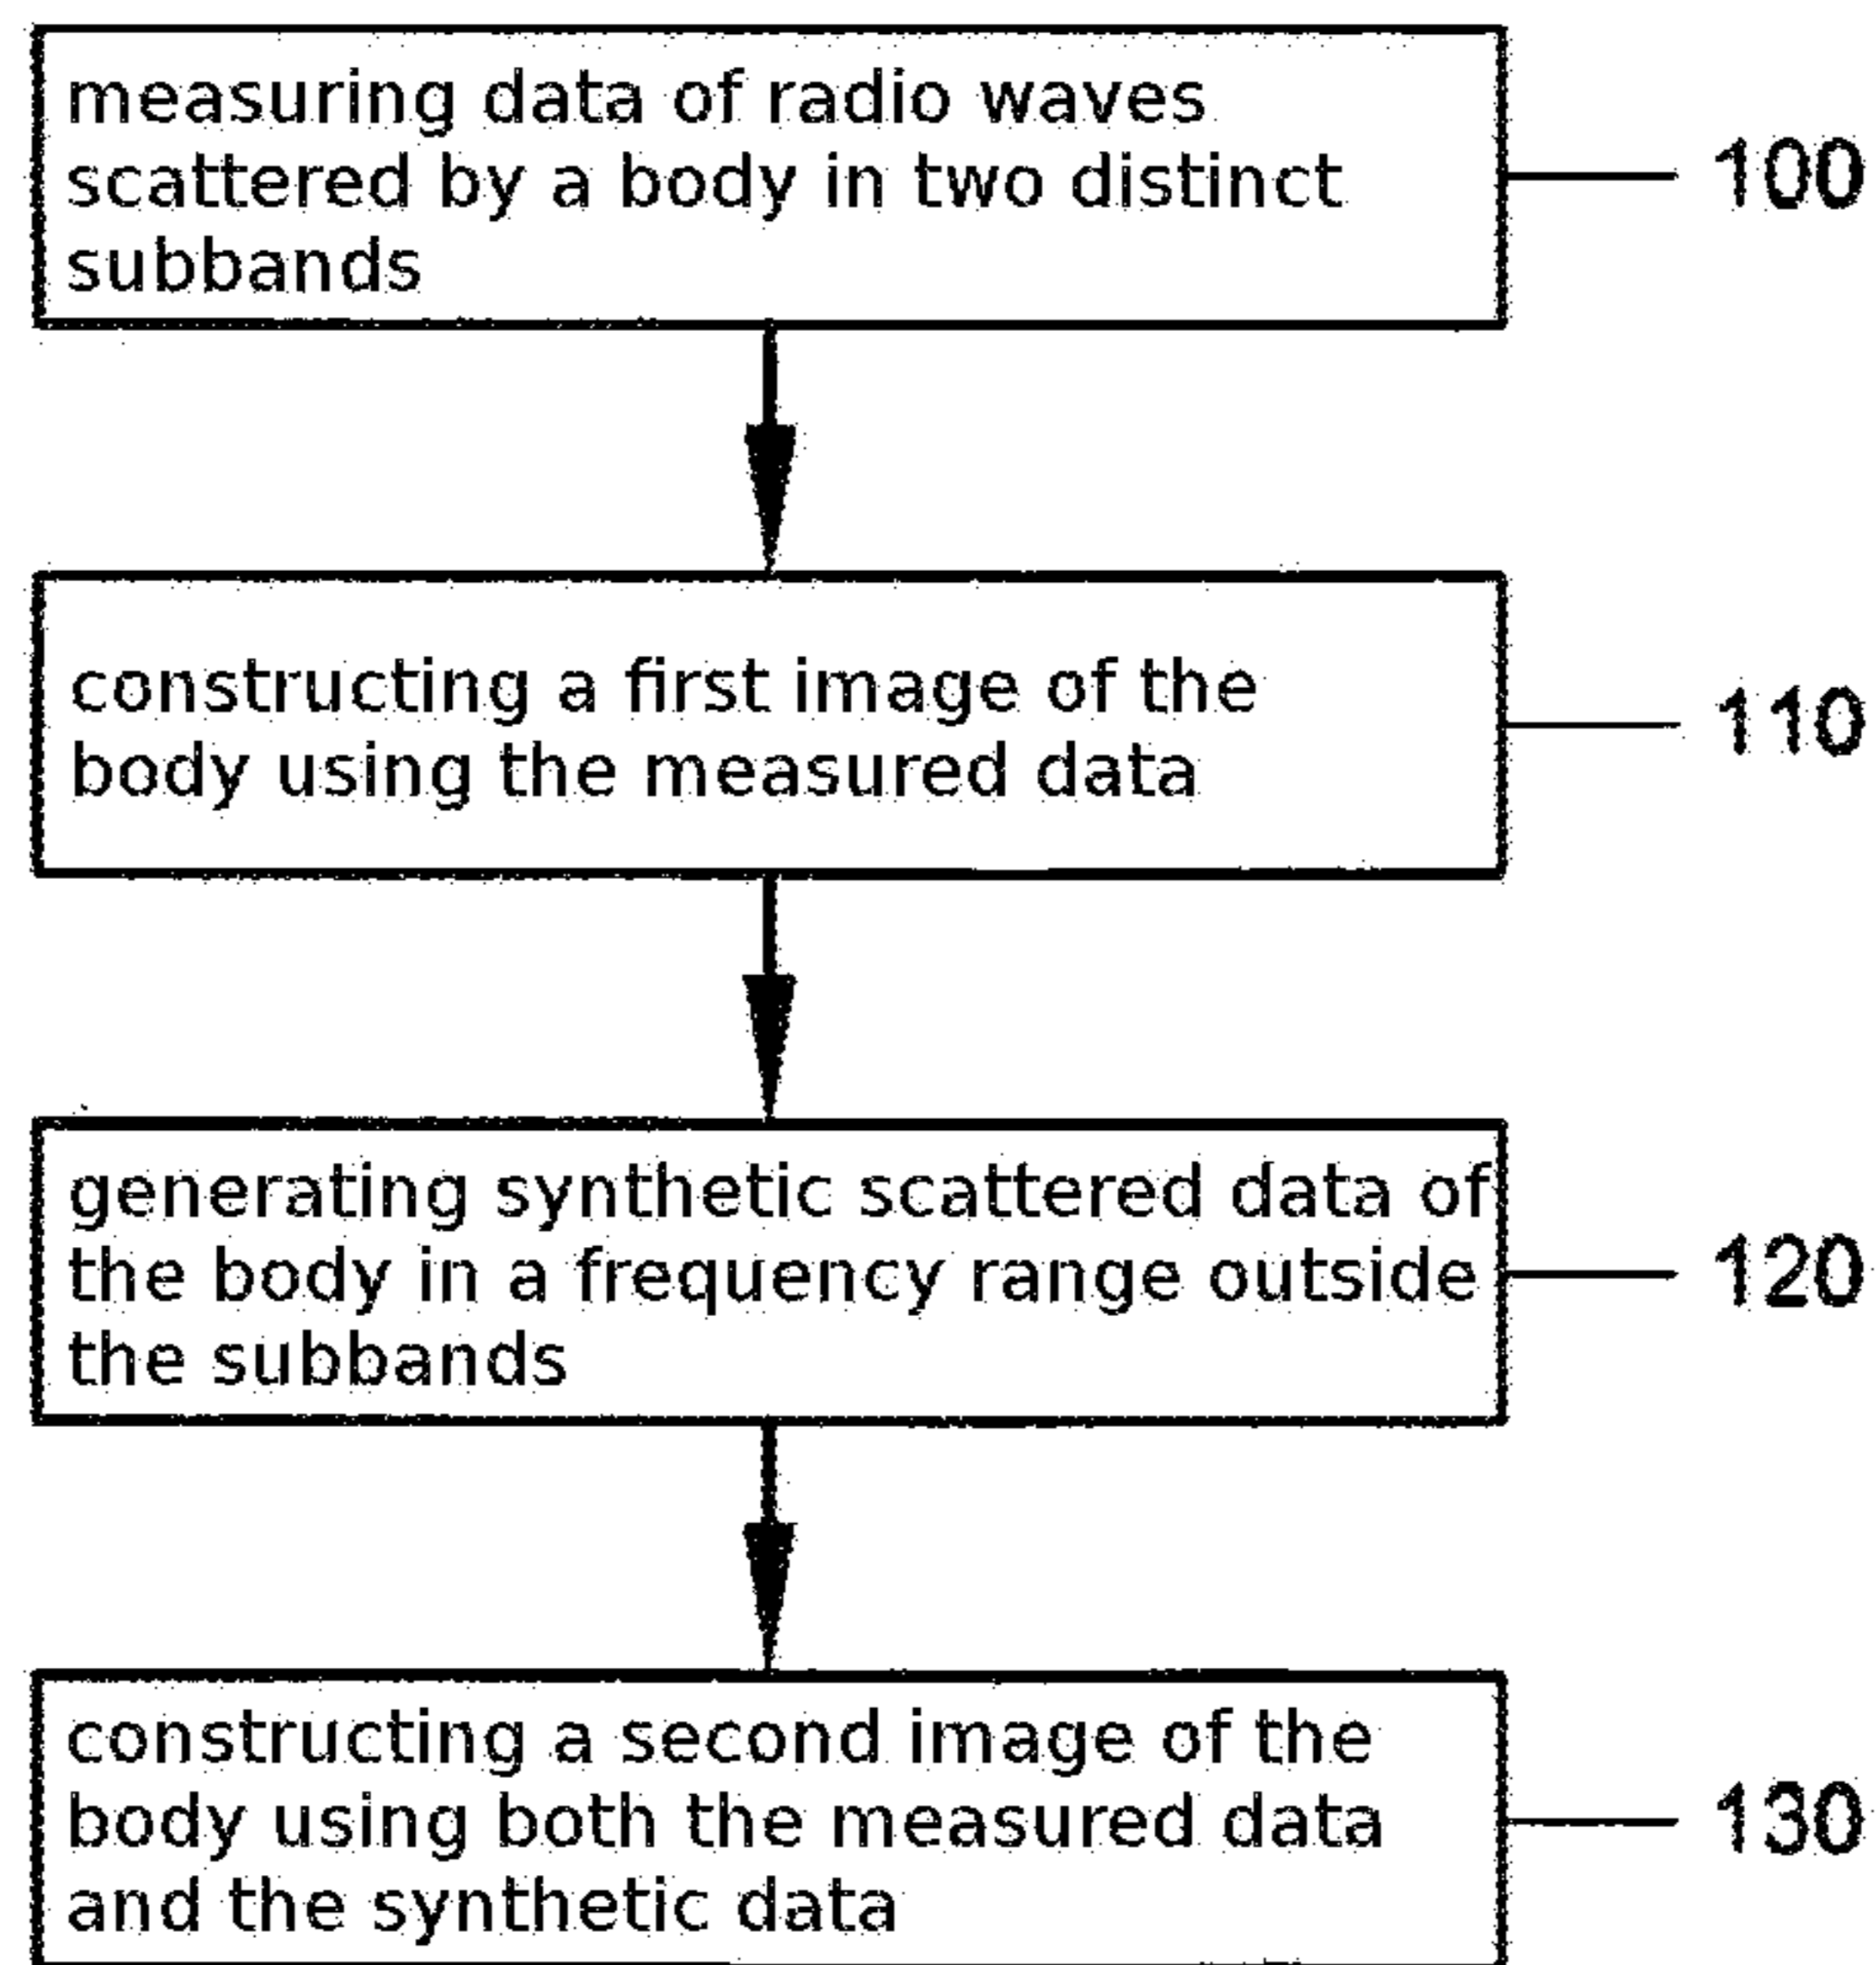 measuring data of radio waves
scattered by a body in two distinct
subbands
100
constructing a first image of the
body using the measured data
110
generating synthetic scattered data of
the body in a frequency range outside
the subbands
120
constructing a second image of the
body using both the measured data
and the synthetic data
130